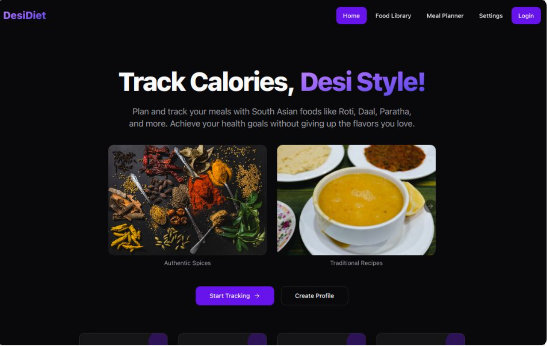 DesiDiet
Home Food Library Meal Planner Settings Login
Track Calories, Desi Style!
Plan and track your meals with South Asian foods like Roti, Daal, Paratha,
and more. Achieve your health goals without giving up the flavors you love.
Authentic Spices Traditional Recipes
Start Tracking → Create Profile